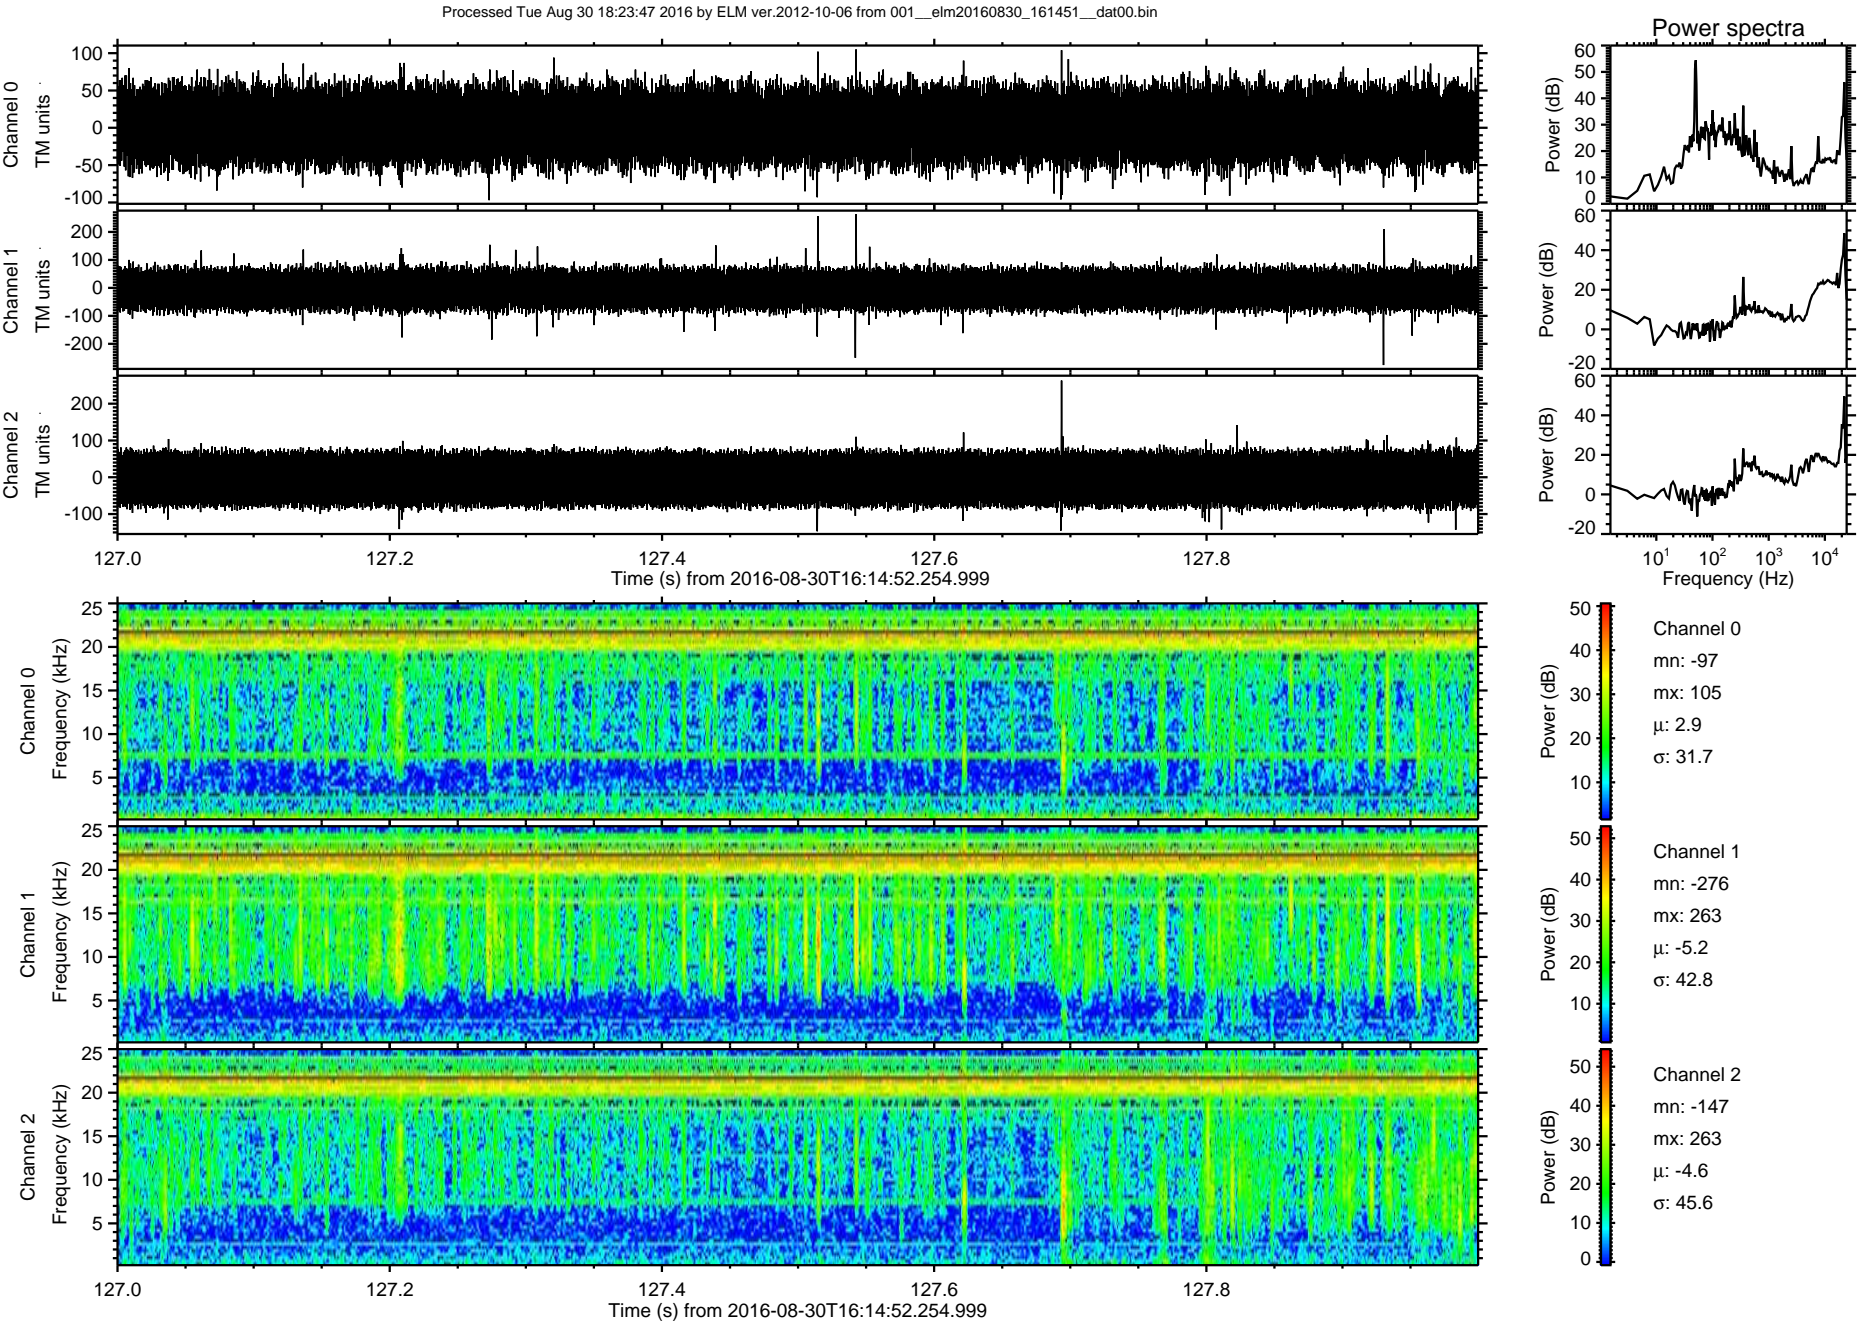 Processed Tue Aug 30 18:23:47 2016 by ELM ver.2012-10-06 from 001__elm20160830_161451__dat00.bin
Power spectra
Channel 0
TM units
100
50
0
-50
-100
Power (dB)
60
50
40
30
20
10
0
Channel 1
TM units
200
100
0
-100
-200
Power (dB)
60
40
20
0
-20
Channel 2
TM units
200
100
0
-100
Power (dB)
60
40
20
0
-20
127.0 127.2 127.4 127.6 127.8
Time (s) from 2016-08-30T16:14:52.254.999
10^1 10^2 10^3 10^4
Frequency (Hz)
Channel 0
Frequency (kHz)
25
20
15
10
5
Power (dB)
50
40
30
20
10
Channel 0
mn: -97
mx: 105
μ: 2.9
σ: 31.7
Channel 1
Frequency (kHz)
25
20
15
10
5
Power (dB)
50
40
30
20
10
Channel 1
mn: -276
mx: 263
μ: -5.2
σ: 42.8
Channel 2
Frequency (kHz)
25
20
15
10
5
Power (dB)
50
40
30
20
10
0
Channel 2
mn: -147
mx: 263
μ: -4.6
σ: 45.6
127.0 127.2 127.4 127.6 127.8
Time (s) from 2016-08-30T16:14:52.254.999